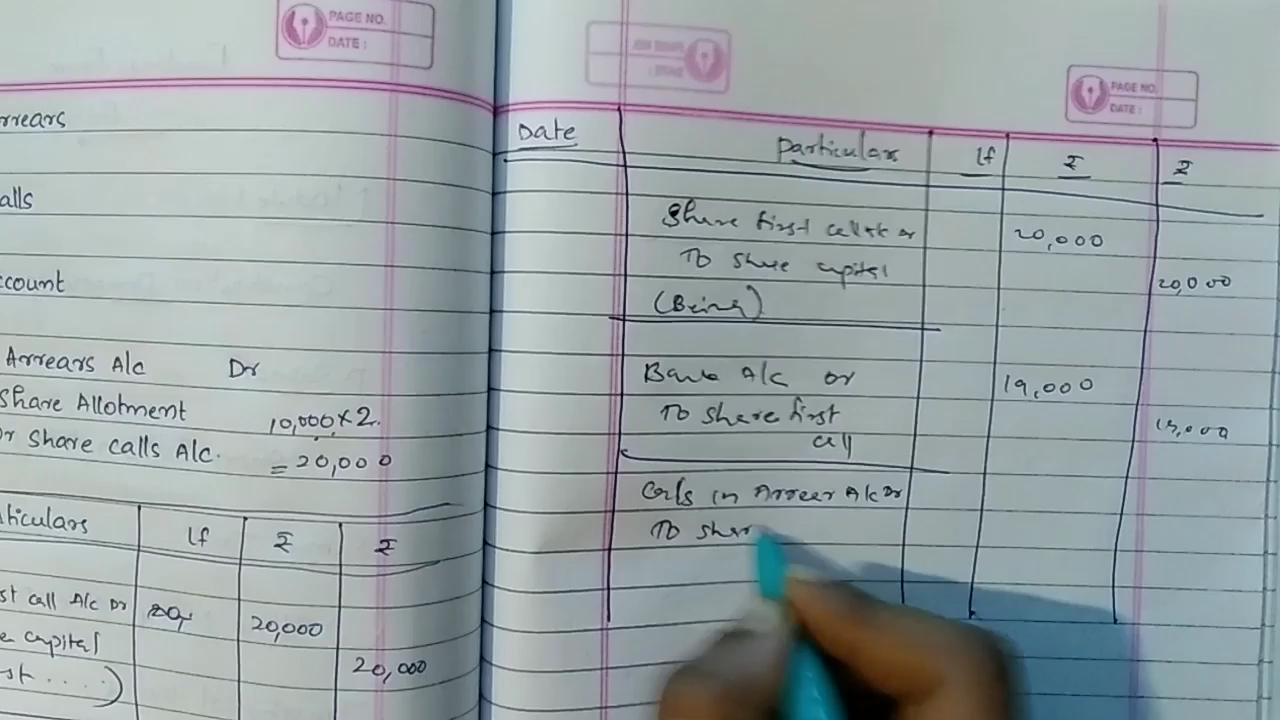 PAGE NO.
DATE :
rrears
alls
ccount
Arrears A/c Dr
Share Allotment 10,000×2.
or Share calls A/c. = 20,000
ticulars lf ₹ ₹
st call A/c Dr 20,000
e capital 20,000
st ....)
PAGE NO.
DATE :
Date Particulars lf ₹ ₹
Share first call A/c Dr 20,000
To Share capital 20,000
(Being)
Bank A/c Dr 19,000
To Share first
call
Calls in Arrear A/c Dr
To Shar